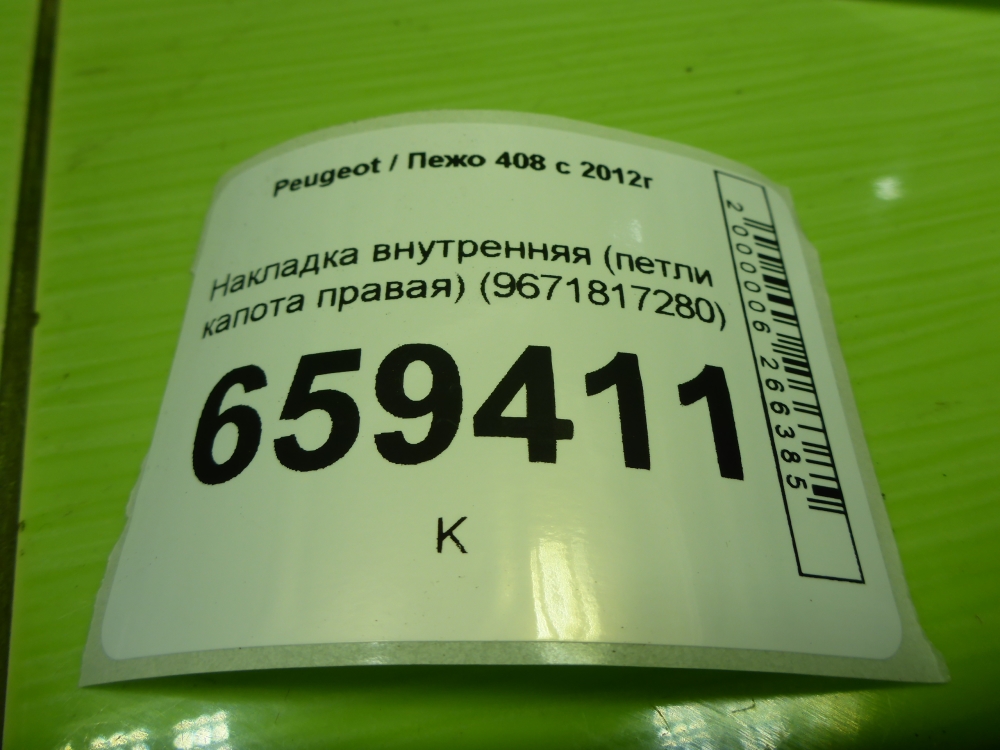 Peugeot / Пежо 408 с 2012г
Накладка внутренняя (петли
капота правая) (9671817280)
659411
К
2000006266385